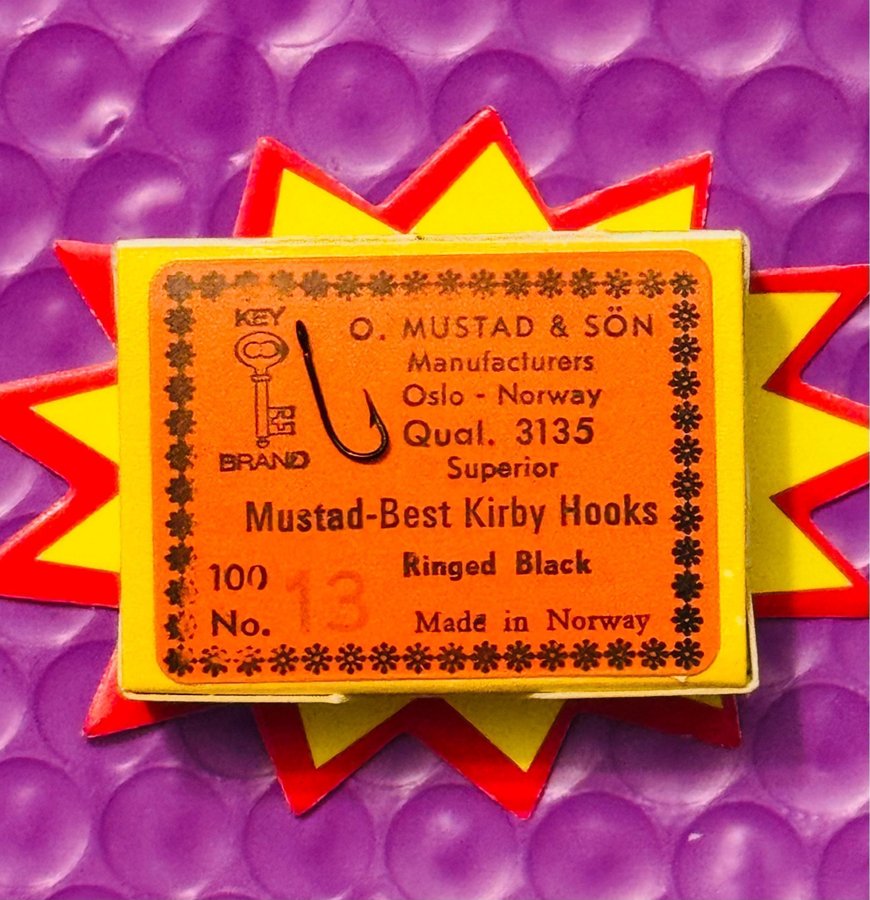 KEY
BRAND
O. MUSTAD & SÖN
Manufacturers
Oslo - Norway
Qual. 3135
Superior
Mustad-Best Kirby Hooks
Ringed Black
100
No. 13
Made in Norway